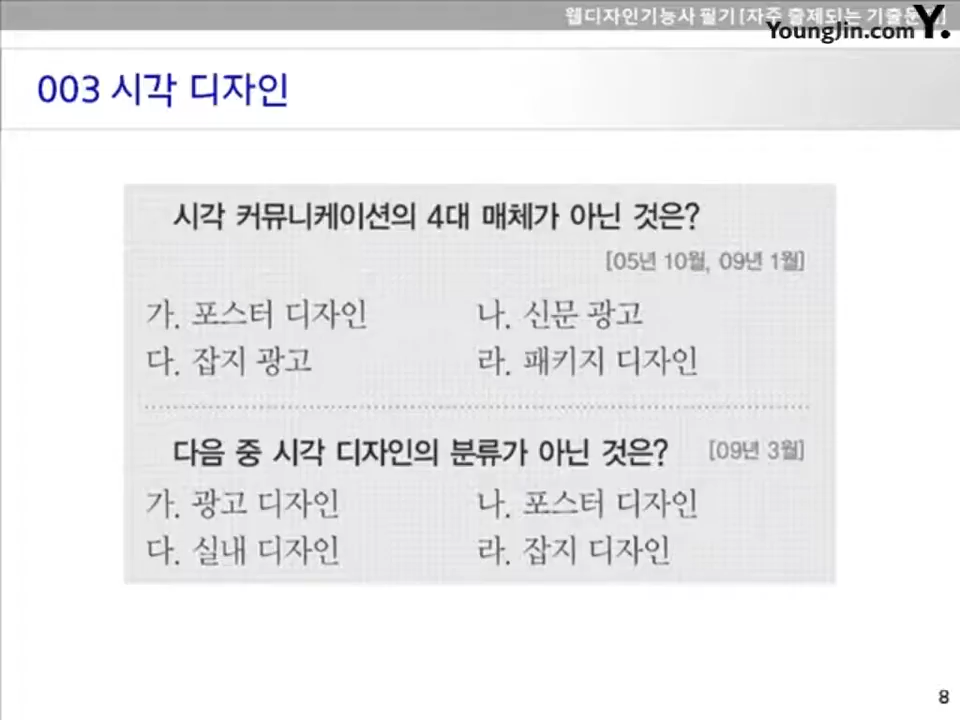 웹디자인기능사 필기 [자주 출제되는 기출문제]
YoungJin.com Y.
003 시각 디자인
시각 커뮤니케이션의 4대 매체가 아닌 것은?
[05년 10월, 09년 1월]
가. 포스터 디자인 나. 신문 광고
다. 잡지 광고 라. 패키지 디자인
다음 중 시각 디자인의 분류가 아닌 것은? [09년 3월]
가. 광고 디자인 나. 포스터 디자인
다. 실내 디자인 라. 잡지 디자인
8